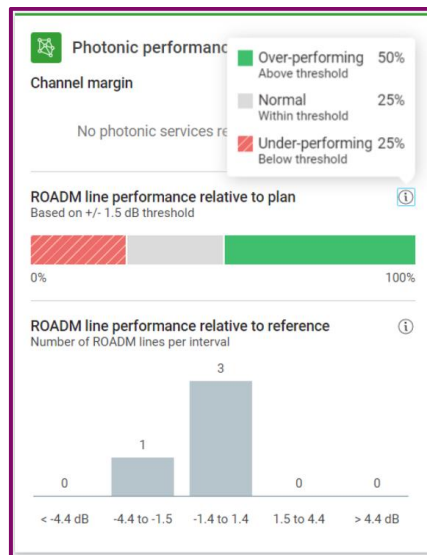 Photonic performanc
Over-performing 50%
Above threshold
Normal 25%
Within threshold
Under-performing 25%
Below threshold
Channel margin
No photonic services re
ROADM line performance relative to plan
Based on +/- 1.5 dB threshold
0% 100%
ROADM line performance relative to reference
Number of ROADM lines per interval
0 1 3 0 0
< -4.4 dB -4.4 to -1.5 -1.4 to 1.4 1.5 to 4.4 > 4.4 dB